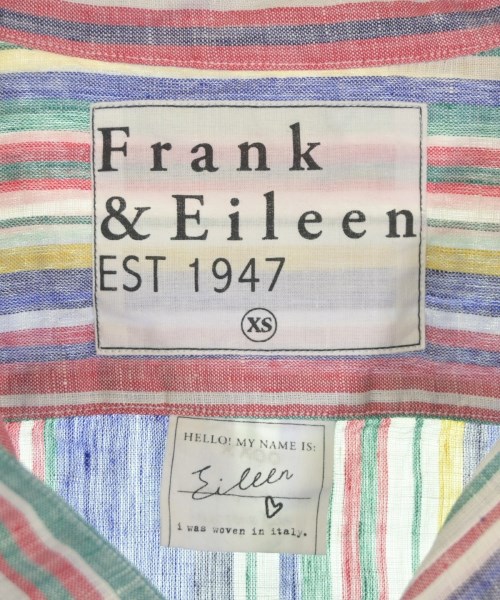 Frank
& Eileen
EST 1947
XS
HELLO! MY NAME IS:
Eileen
i was woven in italy.